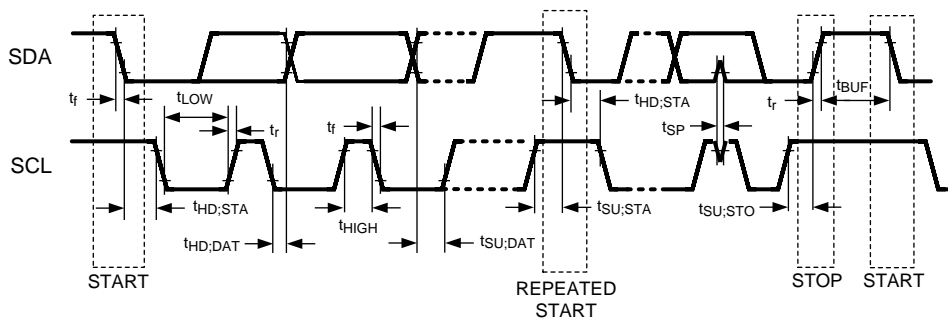 SDA
tf
tLOW
tr
tf
tHD;STA
tSP
tr
tBUF
SCL
tHD;STA
tHD;DAT
tHIGH
tSU;DAT
tSU;STA
tSU;STO
START
REPEATED
START
STOP
START